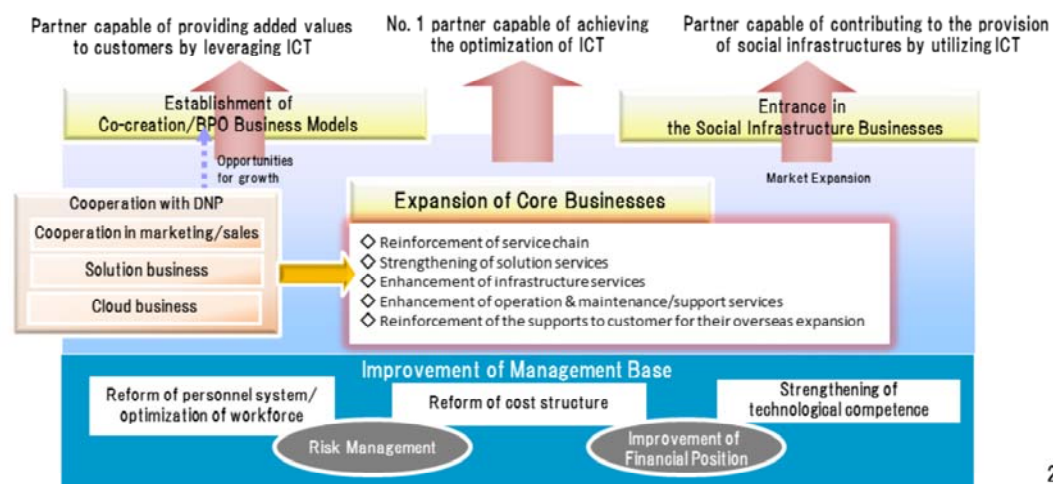 Partner capable of providing added values
to customers by leveraging ICT
No. 1 partner capable of achieving
the optimization of ICT
Partner capable of contributing to the provision
of social infrastructures by utilizing ICT
Establishment of
Co-creation/BPO Business Models
Entrance in
the Social Infrastructure Businesses
Opportunities
for growth
Market Expansion
Cooperation with DNP
Cooperation in marketing/sales
Solution business
Cloud business
Expansion of Core Businesses
◇ Reinforcement of service chain
◇ Strengthening of solution services
◇ Enhancement of infrastructure services
◇ Enhancement of operation & maintenance/support services
◇ Reinforcement of the supports to customer for their overseas expansion
Improvement of Management Base
Reform of personnel system/
optimization of workforce
Reform of cost structure
Strengthening of
technological competence
Risk Management
Improvement of
Financial Position
2